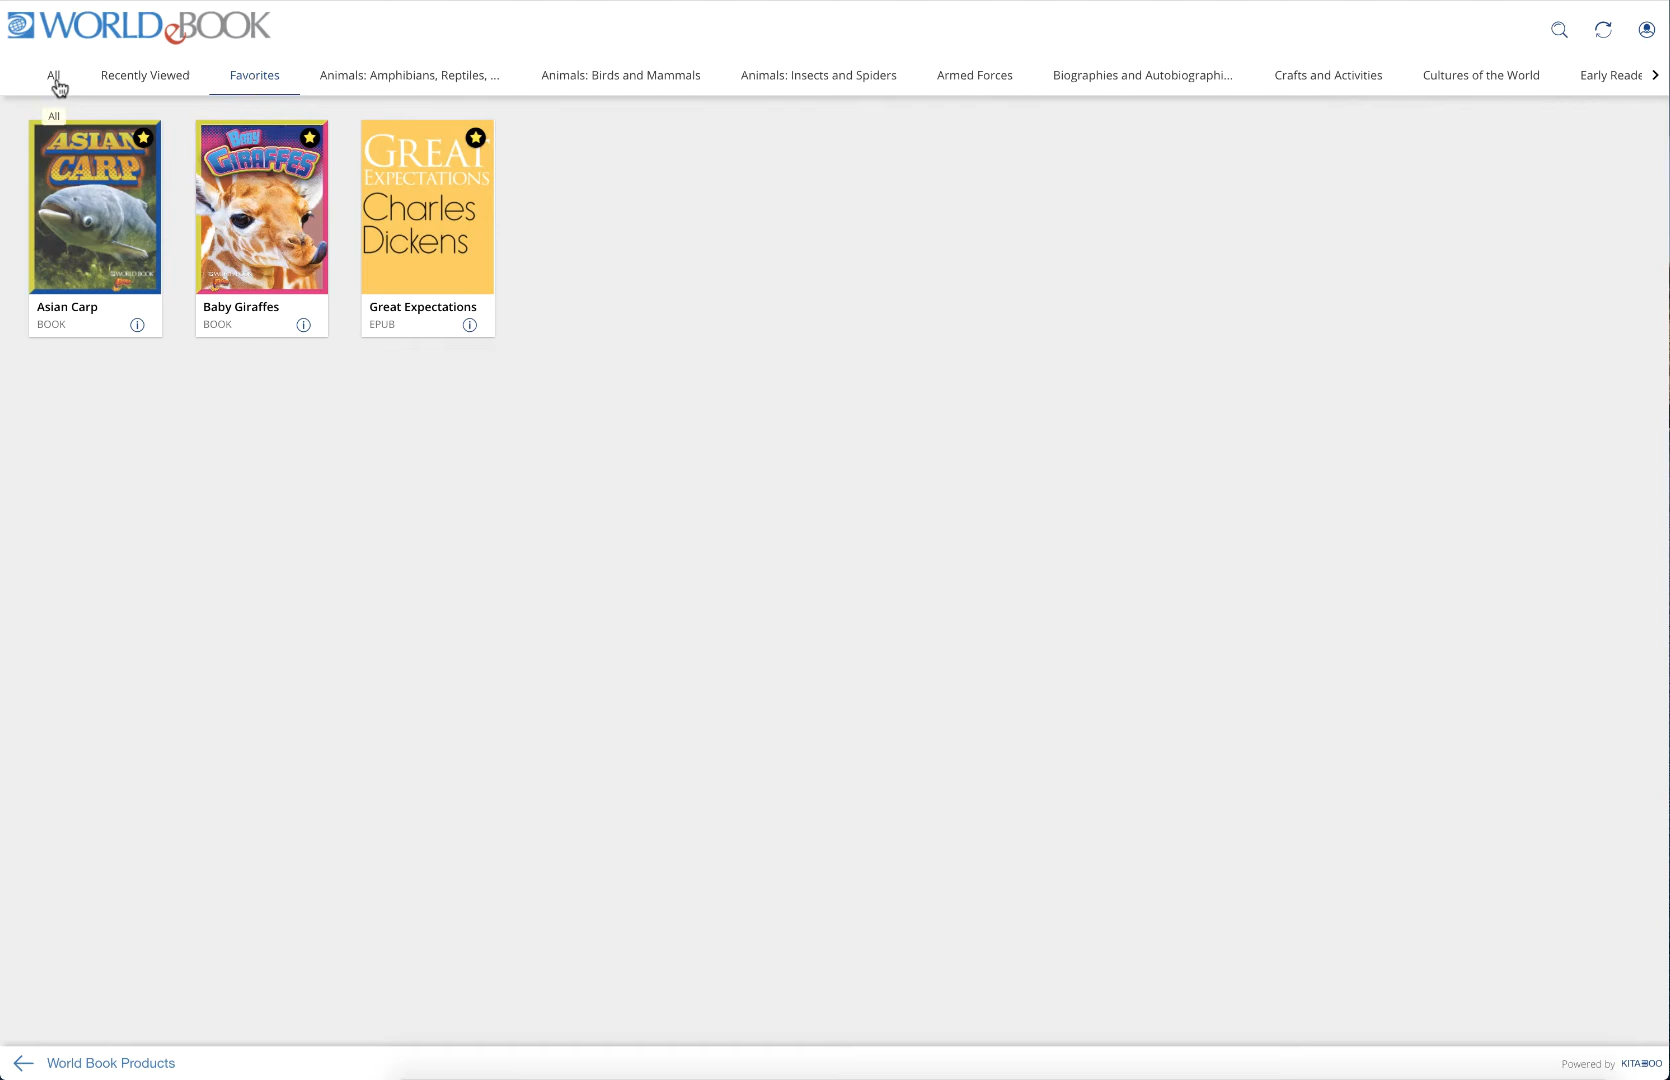 WORLD eBOOK
All
Recently Viewed
Favorites
Animals: Amphibians, Reptiles, ...
Animals: Birds and Mammals
Animals: Insects and Spiders
Armed Forces
Biographies and Autobiographi...
Crafts and Activities
Cultures of the World
Early Reade
All
ASIAN
CARP
WORLD BOOK
Asian Carp
BOOK
Baby
GIRAFFES
Baby Giraffes
BOOK
GREAT
EXPECTATIONS
Charles
Dickens
Great Expectations
EPUB
World Book Products
Powered by KITABOO